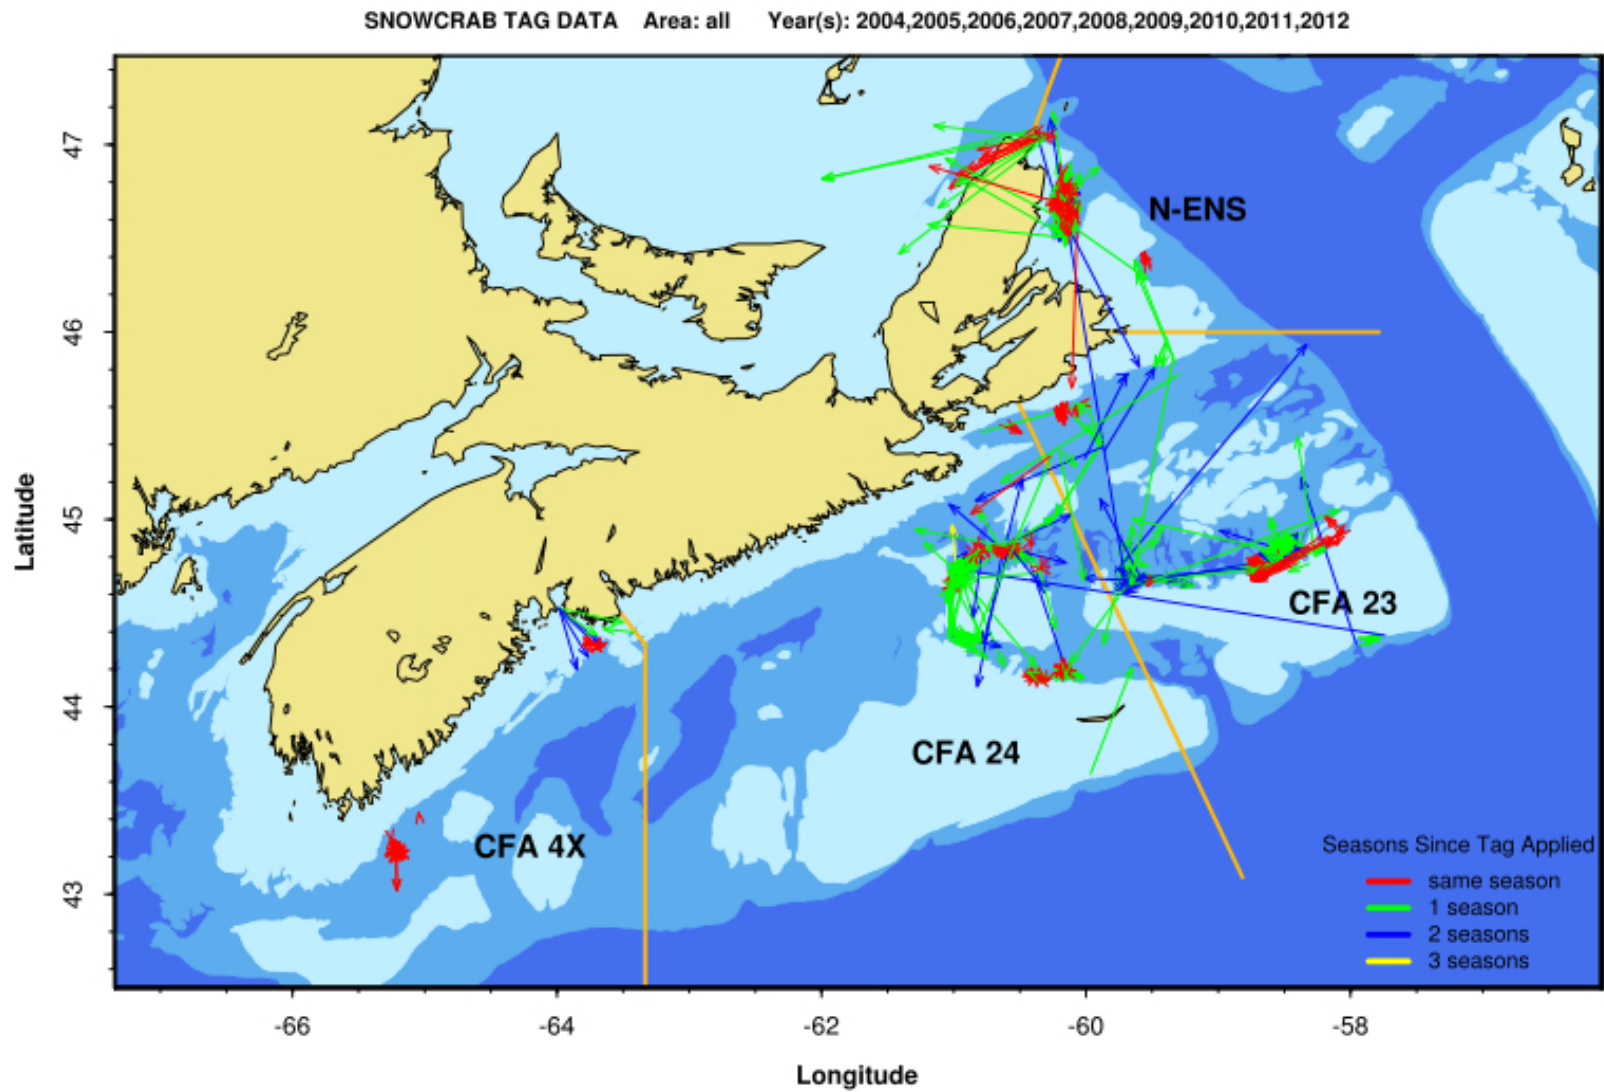 SNOWCRAB TAG DATA Area: all Year(s): 2004,2005,2006,2007,2008,2009,2010,2011,2012
47
46
45
44
43
Latitude
N-ENS
CFA 23
CFA 24
CFA 4X
Seasons Since Tag Applied
same season
1 season
2 seasons
3 seasons
-66 -64 -62 -60 -58
Longitude